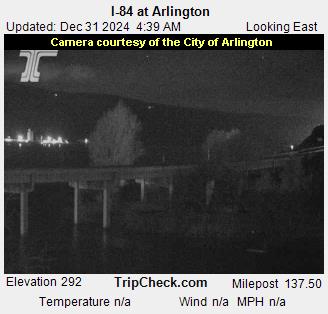 I-84 at Arlington
Updated: Dec 31 2024 4:39 AM Looking East
Camera courtesy of the City of Arlington
Elevation 292 TripCheck.com Milepost 137.50
Temperature n/a Wind n/a MPH n/a